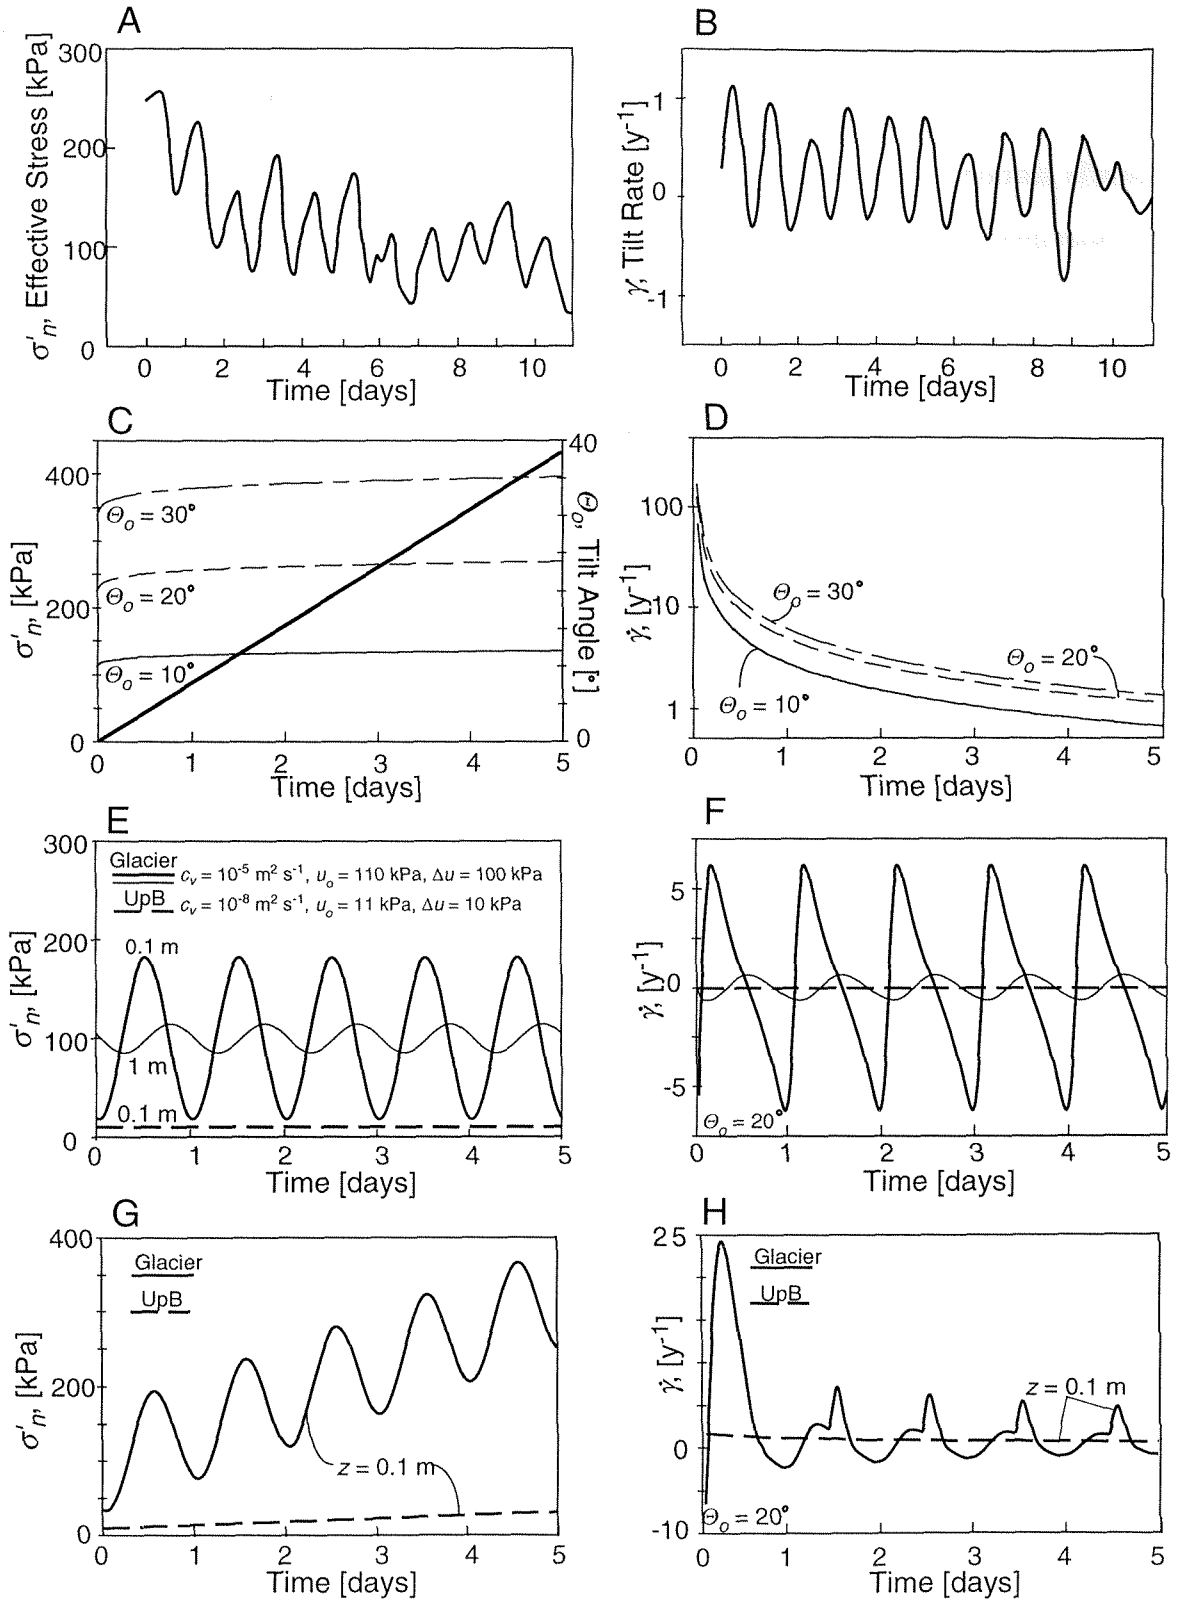 A
σ'n, Effective Stress [kPa]
300
200
100
0
0 2 4 6 8 10
Time [days]
B
γ̇, Tilt Rate [y-1]
1
0
-1
0 2 4 6 8 10
Time [days]
C
σ'n, [kPa]
400
200
0
Θo = 30°
Θo = 20°
Θo = 10°
40
0
Θo, Tilt Angle [°]
0 1 2 3 4 5
Time [days]
D
γ̇, [y-1]
100
10
1
Θo = 30°
Θo = 20°
Θo = 10°
0 1 2 3 4 5
Time [days]
E
σ'n, [kPa]
300
200
100
0
Glacier
cv = 10-5 m2 s-1, uo = 110 kPa, Δu = 100 kPa
UpB
cv = 10-8 m2 s-1, uo = 11 kPa, Δu = 10 kPa
0.1 m
1 m
0.1 m
0 1 2 3 4 5
Time [days]
F
γ̇, [y-1]
5
0
-5
Θo = 20°
0 1 2 3 4 5
Time [days]
G
σ'n, [kPa]
400
200
0
Glacier
UpB
z = 0.1 m
0 1 2 3 4 5
Time [days]
H
γ̇, [y-1]
25
0
-10
Glacier
UpB
z = 0.1 m
Θo = 20°
0 1 2 3 4 5
Time [days]